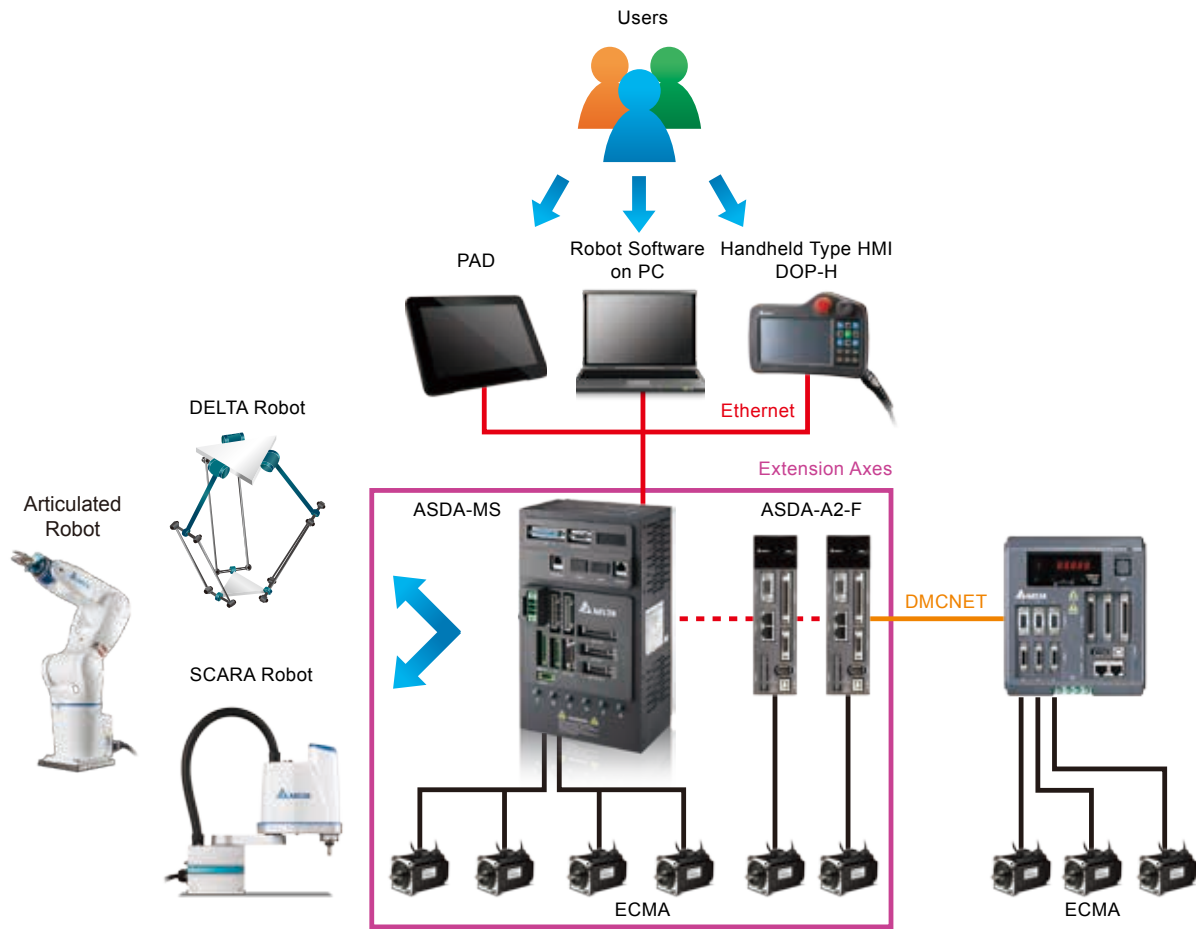 Users
PAD
Robot Software
on PC
Handheld Type HMI
DOP-H
Ethernet
DELTA Robot
Extension Axes
Articulated
Robot
ASDA-MS
ASDA-A2-F
DMCNET
SCARA Robot
ECMA
ECMA